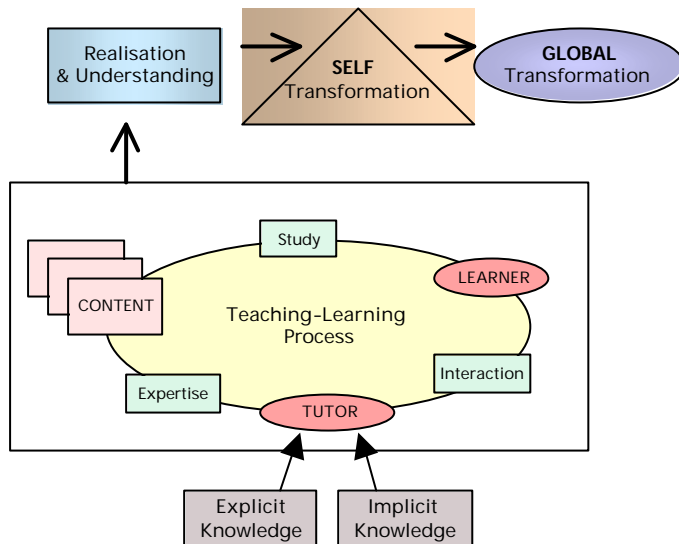 Realisation
& Understanding
SELF
Transformation
GLOBAL
Transformation
Study
LEARNER
CONTENT
Teaching-Learning
Process
Interaction
Expertise
TUTOR
Explicit
Knowledge
Implicit
Knowledge